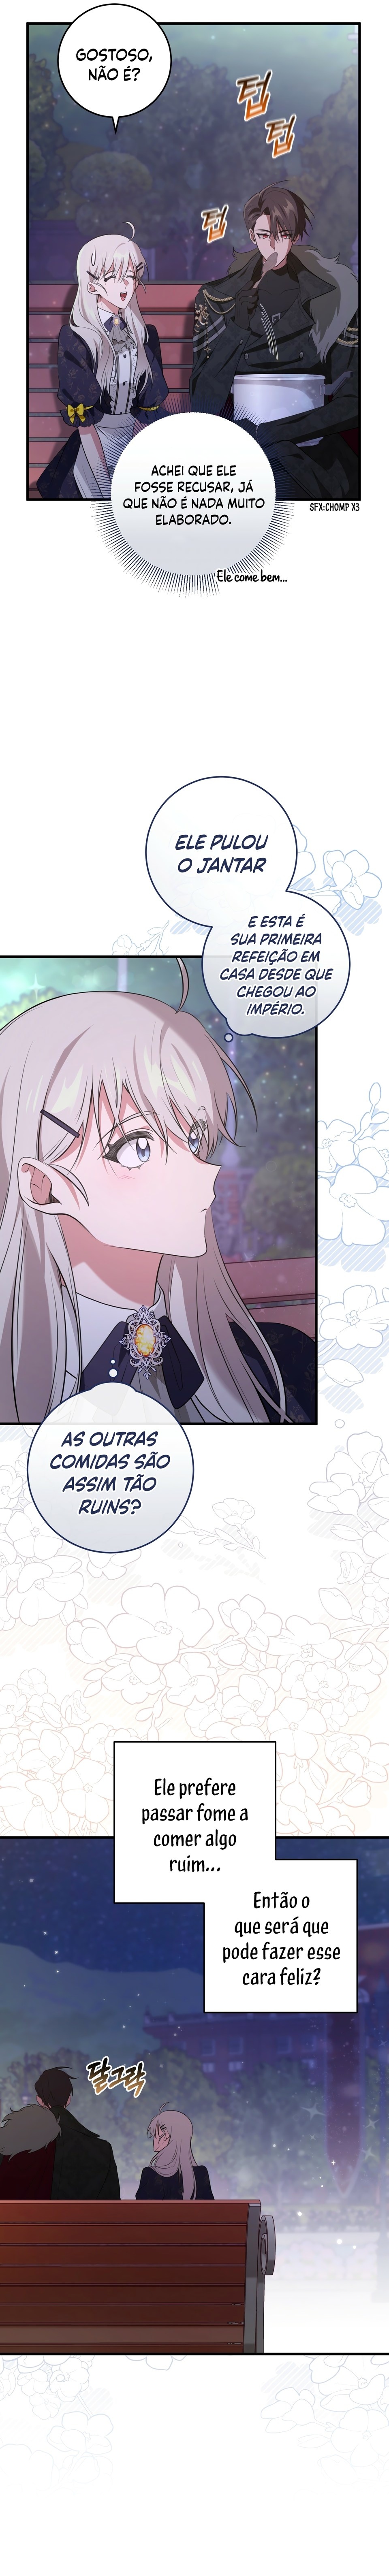 GOSTOSO,
NÃO É?
텁
텁
텁
ACHEI QUE ELE
FOSSE RECUSAR, JÁ
QUE NÃO É NADA MUITO
ELABORADO.
SFX:CHOMP X3
Ele come bem...
ELE PULOU
O JANTAR
E ESTA É
SUA PRIMEIRA
REFEIÇÃO EM
CASA DESDE QUE
CHEGOU AO
IMPÉRIO.
AS OUTRAS
COMIDAS SÃO
ASSIM TÃO
RUINS?
Ele prefere
passar fome a
comer algo
ruim...
Então o
que será que
pode fazer esse
cara feliz?
달그락